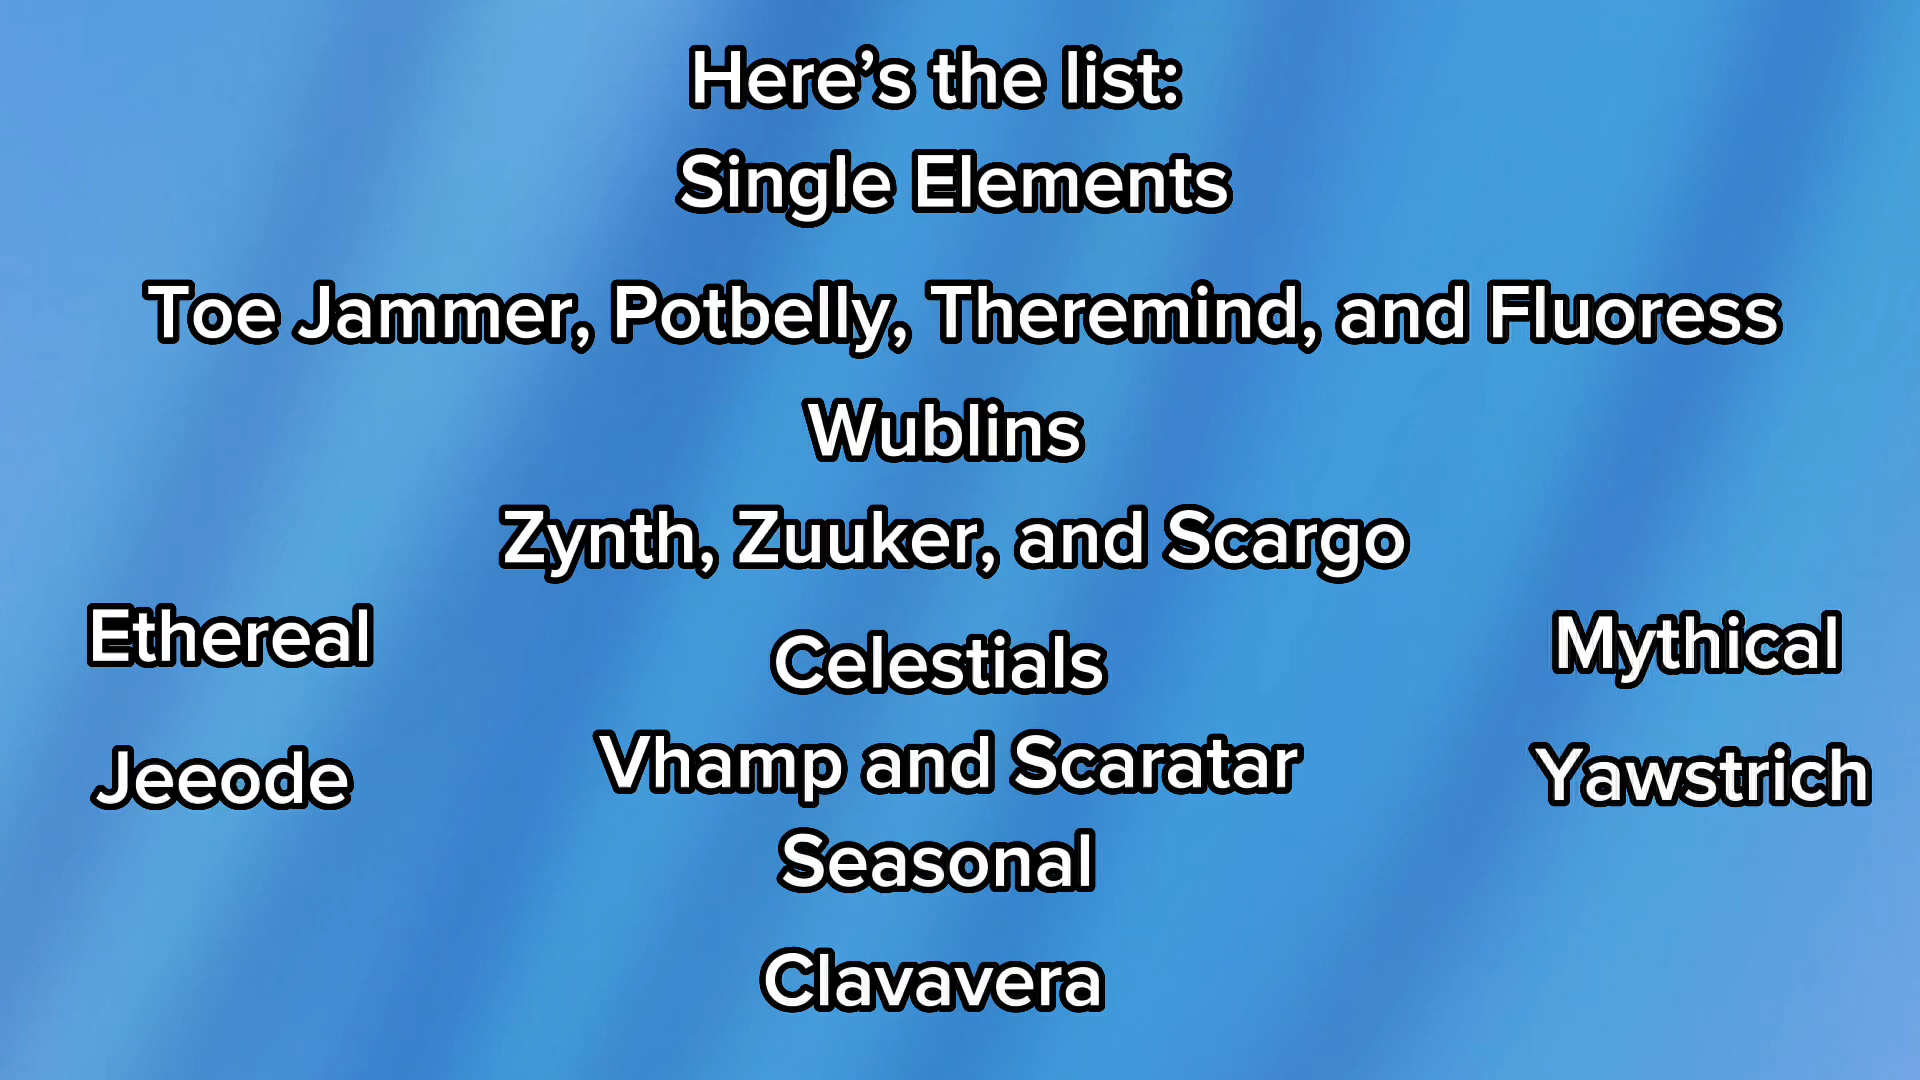 Here’s the list:
Single Elements
Toe Jammer, Potbelly, Theremind, and Fluoress
Wublins
Zynth, Zuuker, and Scargo
Ethereal
Jeeode
Celestials
Vhamp and Scaratar
Mythical
Yawstrich
Seasonal
Clavavera